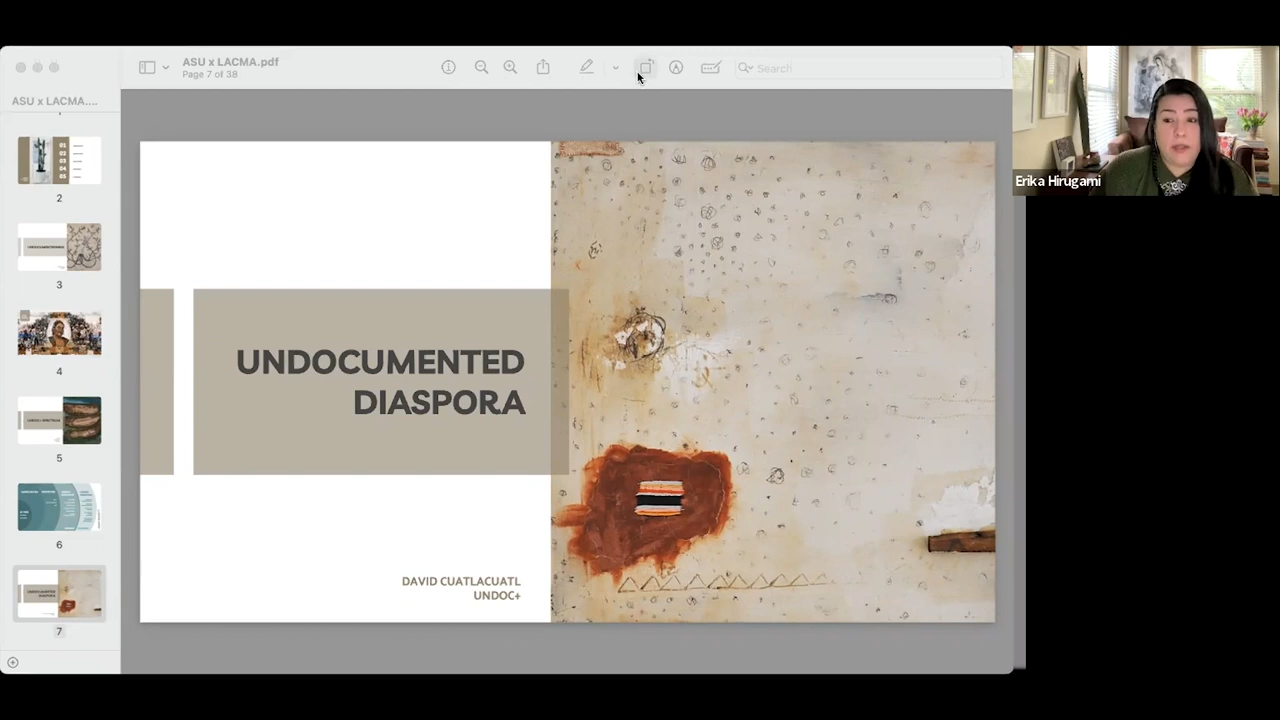 ASU x LACMA.pdf
Page 7 of 38
Search
ASU x LACMA....
2
3
4
5
6
7
UNDOCUMENTED
DIASPORA
DAVID CUATLACUATL
UNDOC+
Erika Hirugami